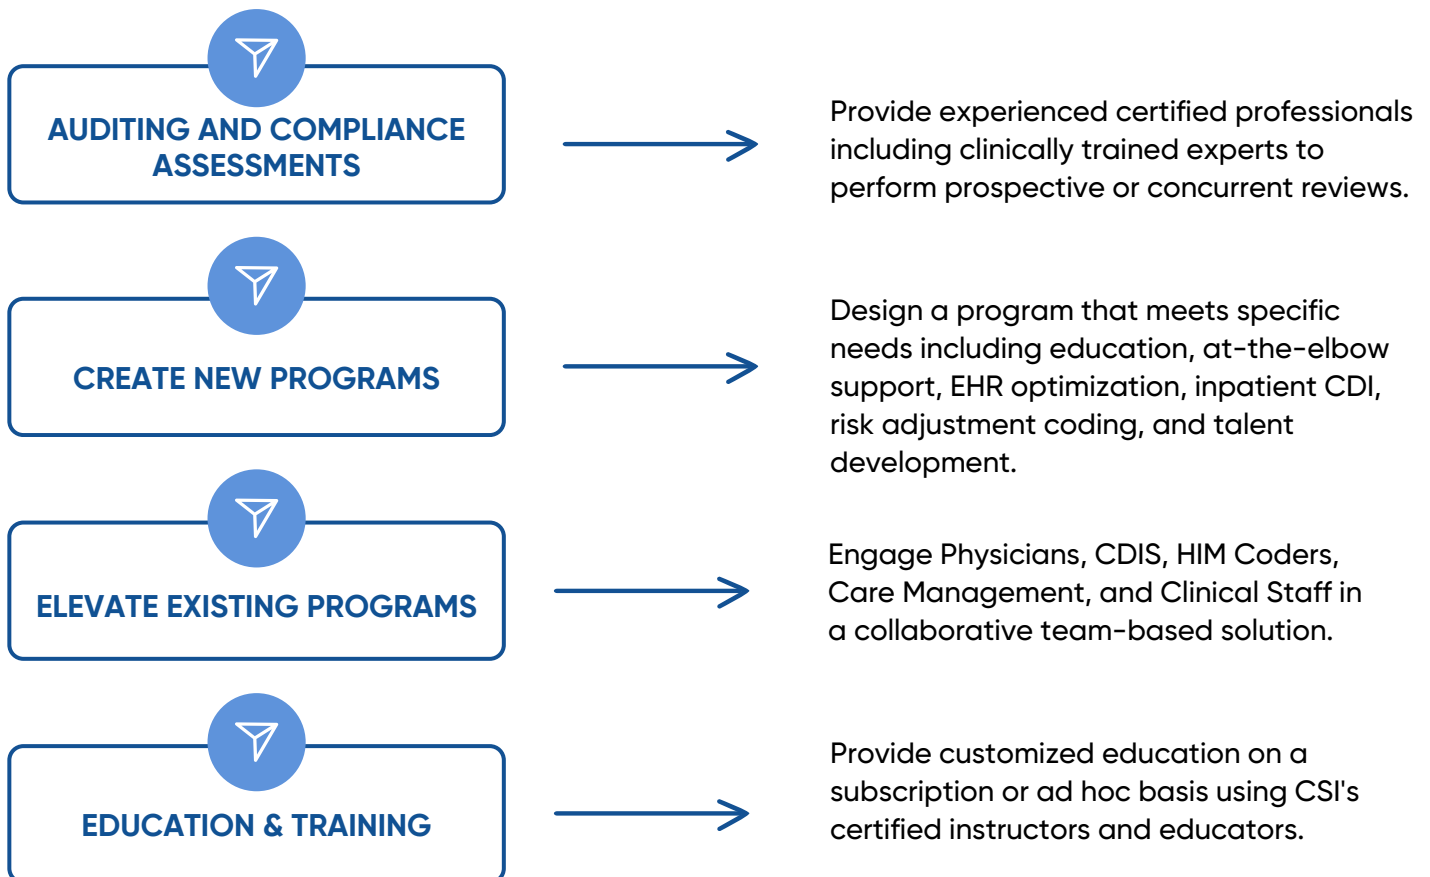 AUDITING AND COMPLIANCE
ASSESSMENTS
Provide experienced certified professionals
including clinically trained experts to
perform prospective or concurrent reviews.
CREATE NEW PROGRAMS
Design a program that meets specific
needs including education, at-the-elbow
support, EHR optimization, inpatient CDI,
risk adjustment coding, and talent
development.
ELEVATE EXISTING PROGRAMS
Engage Physicians, CDIS, HIM Coders,
Care Management, and Clinical Staff in
a collaborative team-based solution.
EDUCATION & TRAINING
Provide customized education on a
subscription or ad hoc basis using CSI's
certified instructors and educators.